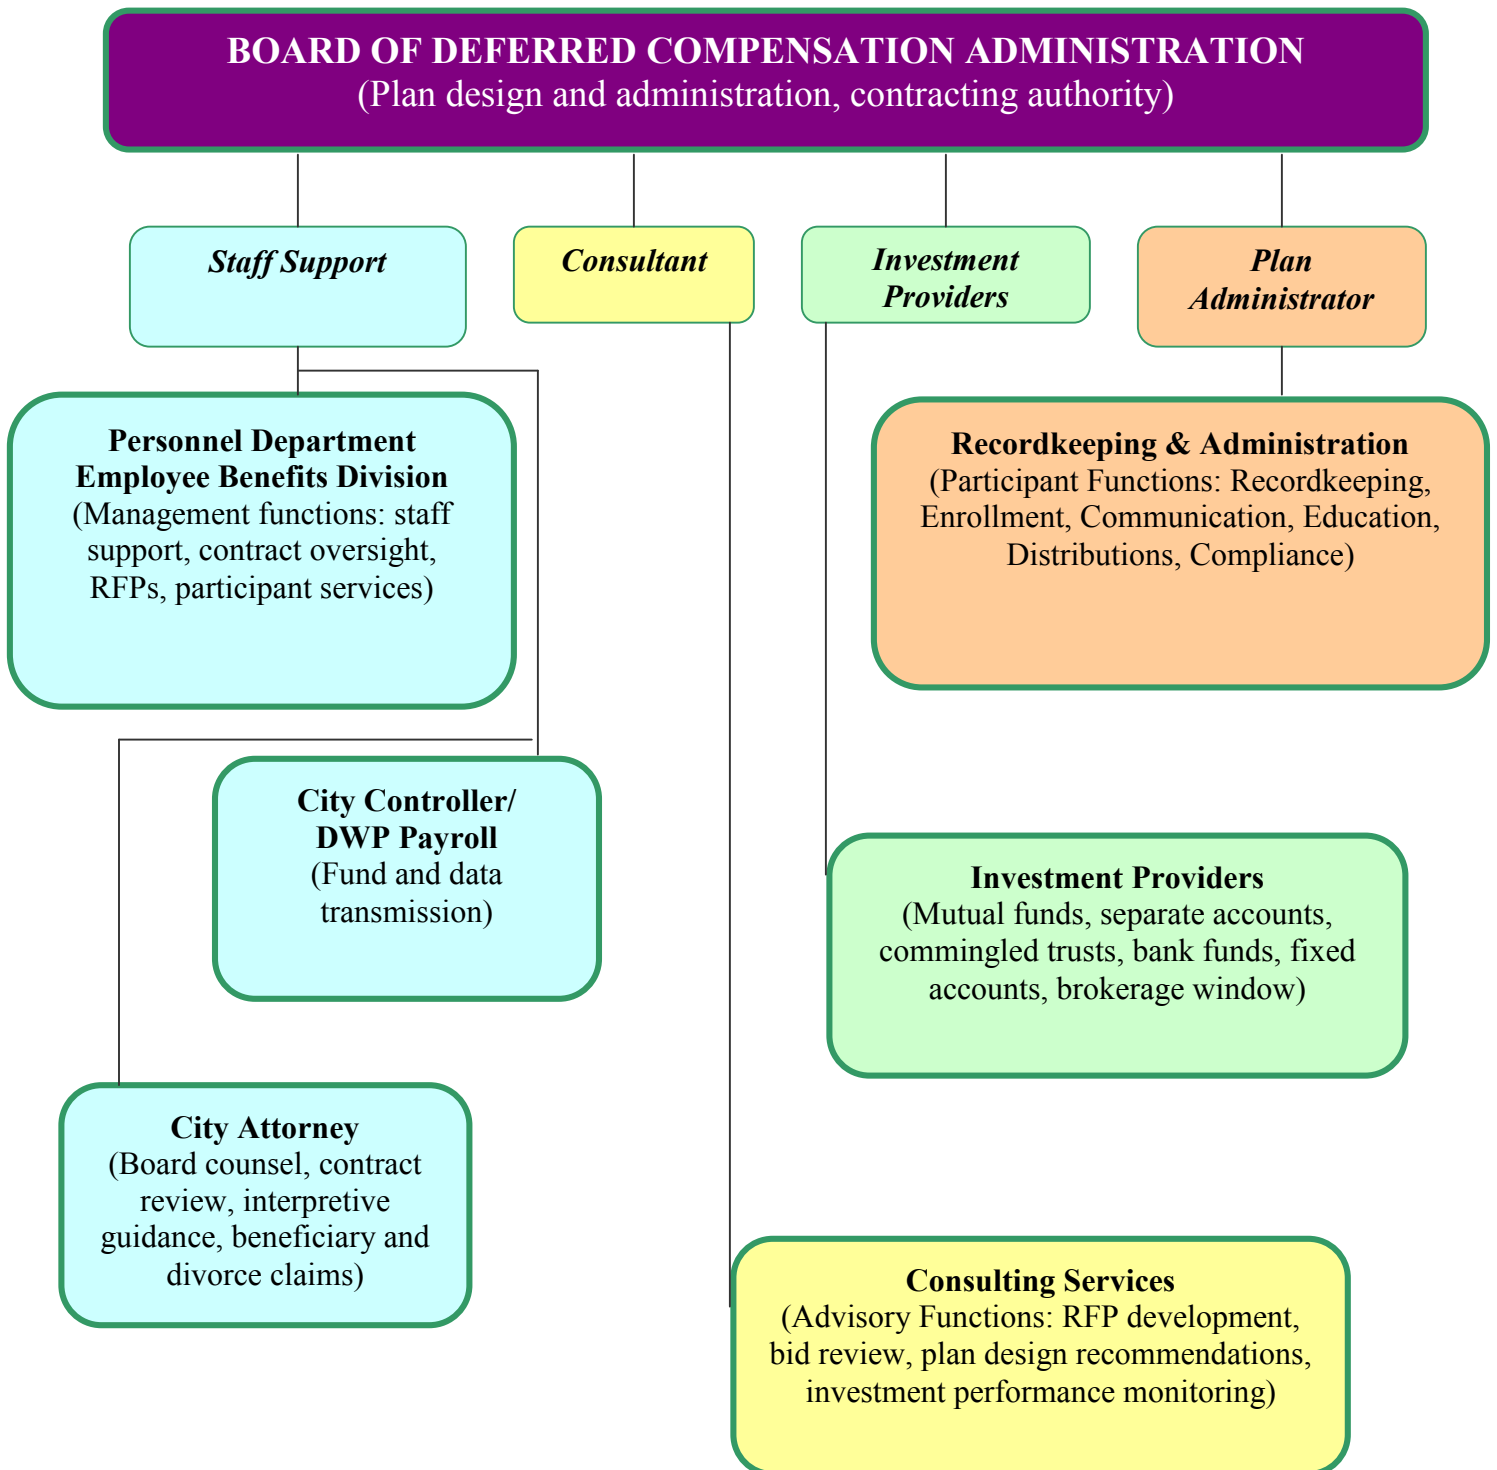 BOARD OF DEFERRED COMPENSATION ADMINISTRATION
(Plan design and administration, contracting authority)
Staff Support
Consultant
Investment
Providers
Plan
Administrator
Personnel Department
Employee Benefits Division
(Management functions: staff
support, contract oversight,
RFPs, participant services)
Recordkeeping & Administration
(Participant Functions: Recordkeeping,
Enrollment, Communication, Education,
Distributions, Compliance)
City Controller/
DWP Payroll
(Fund and data
transmission)
Investment Providers
(Mutual funds, separate accounts,
commingled trusts, bank funds, fixed
accounts, brokerage window)
City Attorney
(Board counsel, contract
review, interpretive
guidance, beneficiary and
divorce claims)
Consulting Services
(Advisory Functions: RFP development,
bid review, plan design recommendations,
investment performance monitoring)